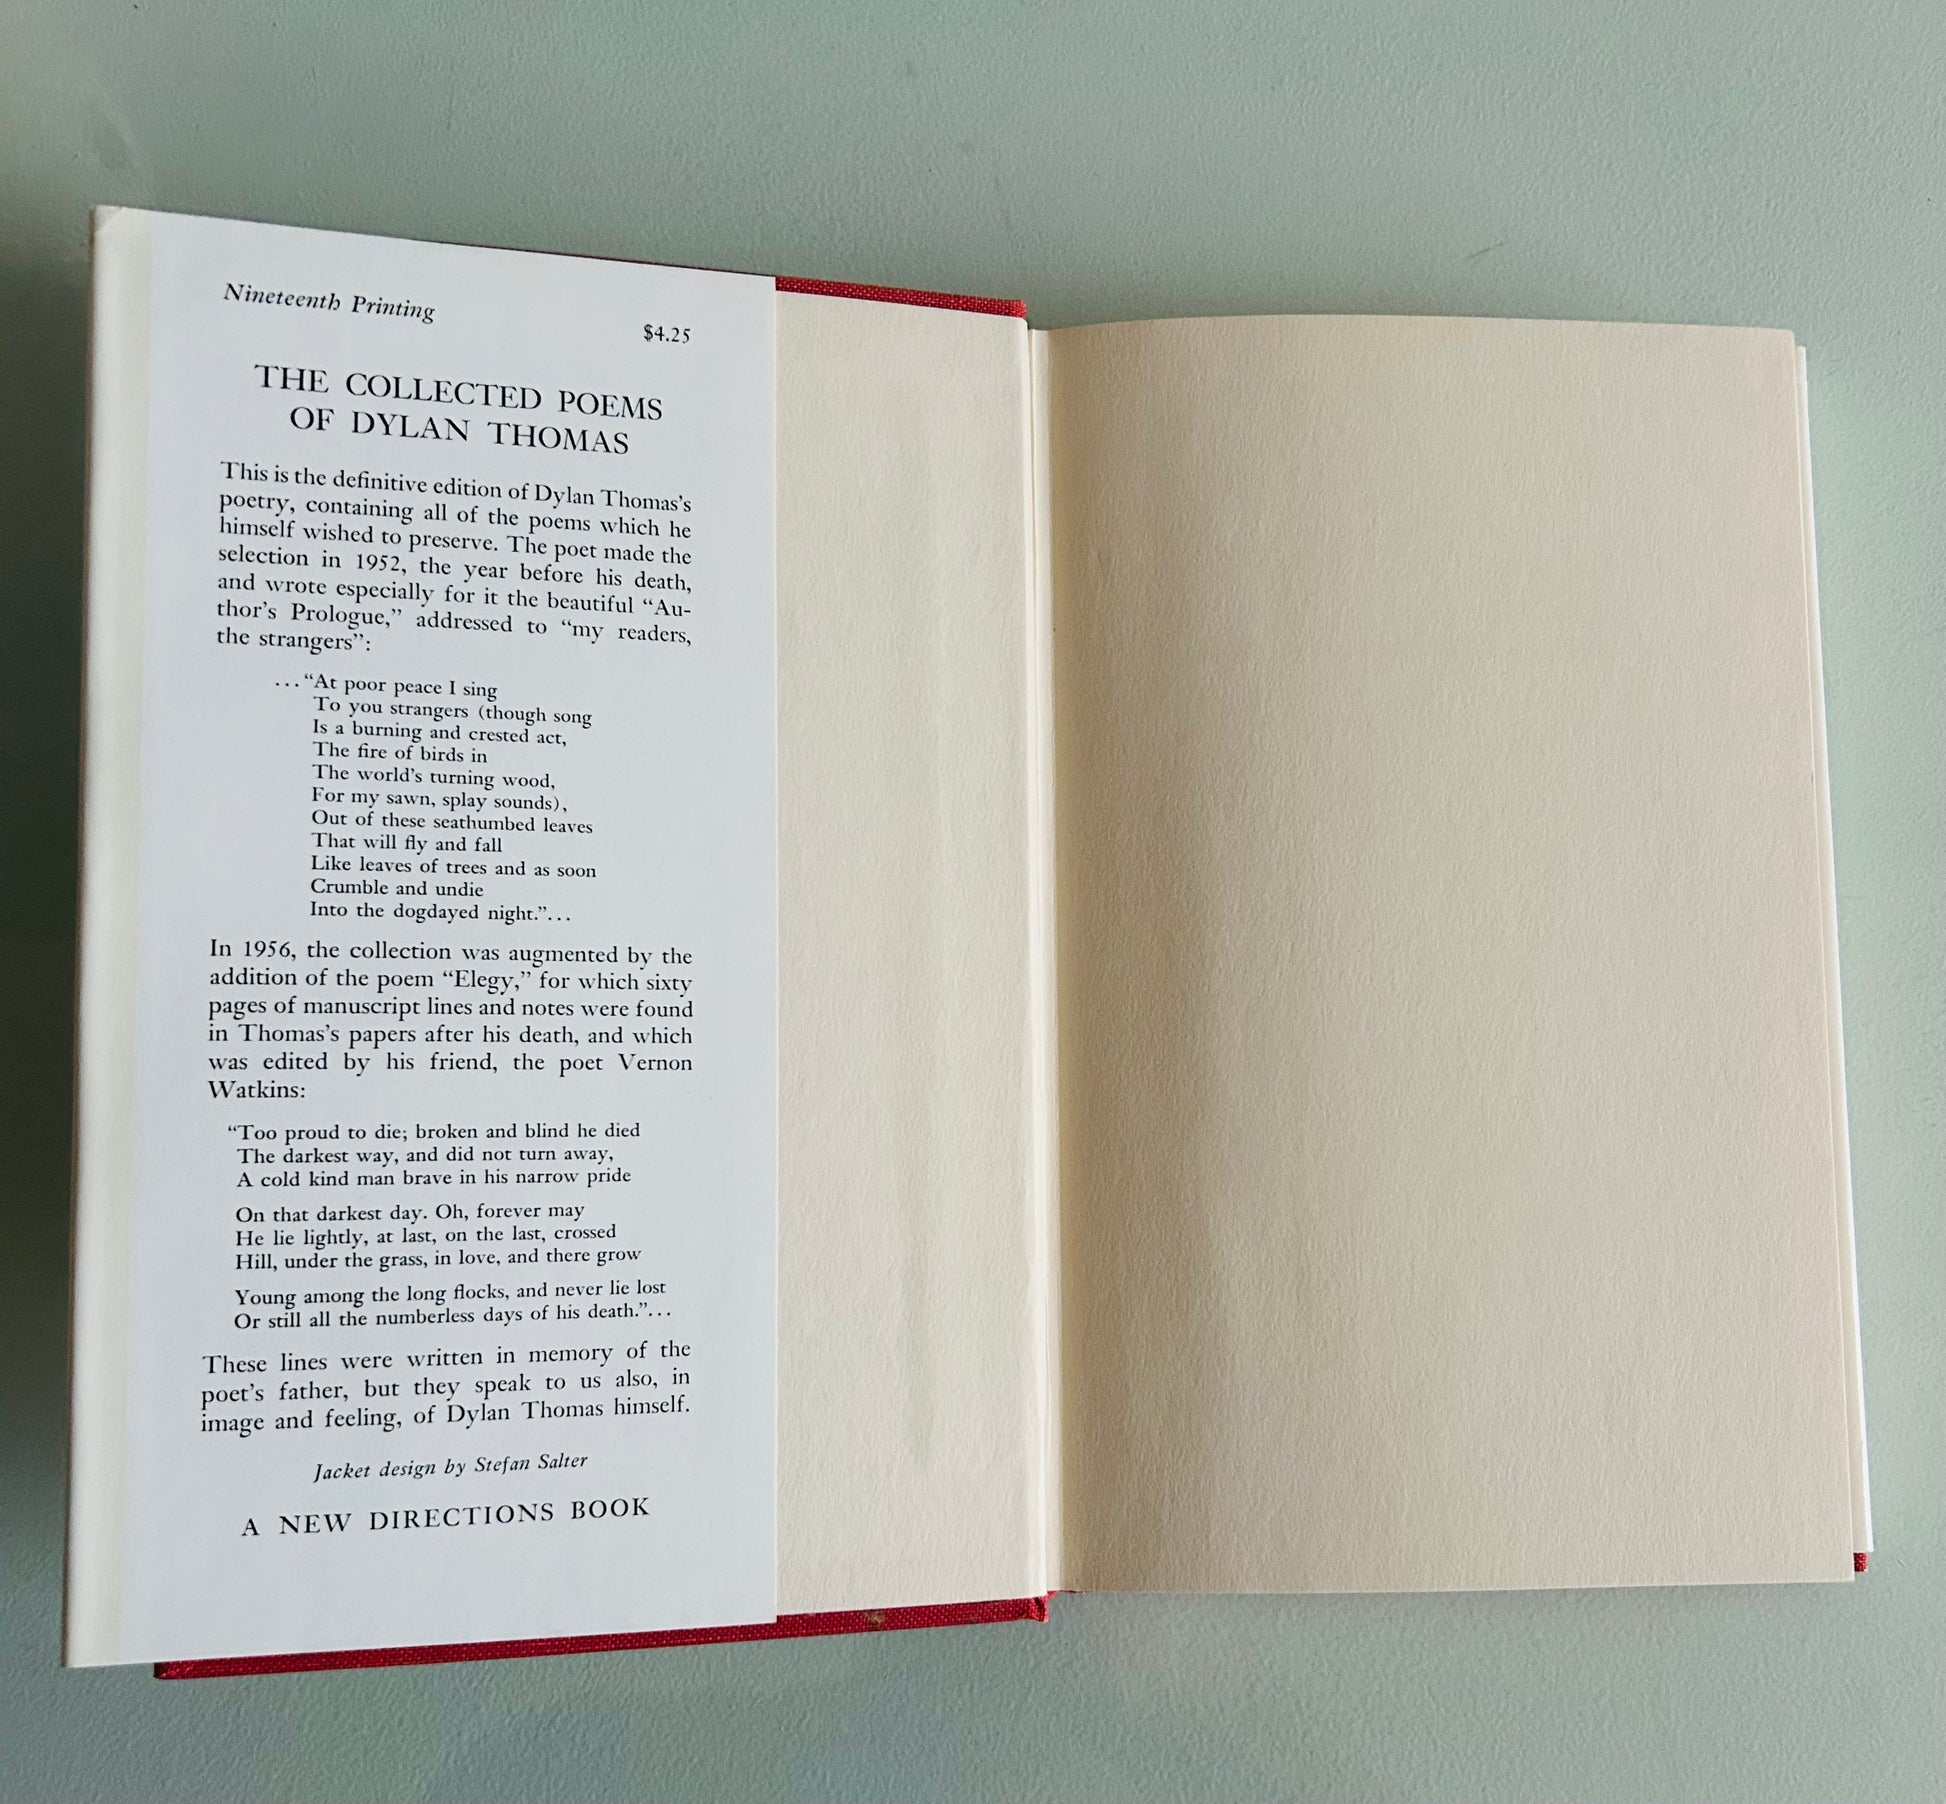 Nineteenth Printing
$4.25
THE COLLECTED POEMS
OF DYLAN THOMAS
This is the definitive edition of Dylan Thomas's
poetry, containing all of the poems which he
himself wished to preserve. The poet made the
selection in 1952, the year before his death,
and wrote especially for it the beautiful “Au-
thor's Prologue,” addressed to “my readers,
the strangers”:
...“At poor peace I sing
To you strangers (though song
Is a burning and crested act,
The fire of birds in
The world's turning wood,
For my sawn, splay sounds),
Out of these seathumbed leaves
That will fly and fall
Like leaves of trees and as soon
Crumble and undie
Into the dogdayed night.”...
In 1956, the collection was augmented by the
addition of the poem “Elegy,” for which sixty
pages of manuscript lines and notes were found
in Thomas's papers after his death, and which
was edited by his friend, the poet Vernon
Watkins:
“Too proud to die; broken and blind he died
The darkest way, and did not turn away,
A cold kind man brave in his narrow pride
On that darkest day. Oh, forever may
He lie lightly, at last, on the last, crossed
Hill, under the grass, in love, and there grow
Young among the long flocks, and never lie lost
Or still all the numberless days of his death.”...
These lines were written in memory of the
poet's father, but they speak to us also, in
image and feeling, of Dylan Thomas himself.
Jacket design by Stefan Salter
A NEW DIRECTIONS BOOK